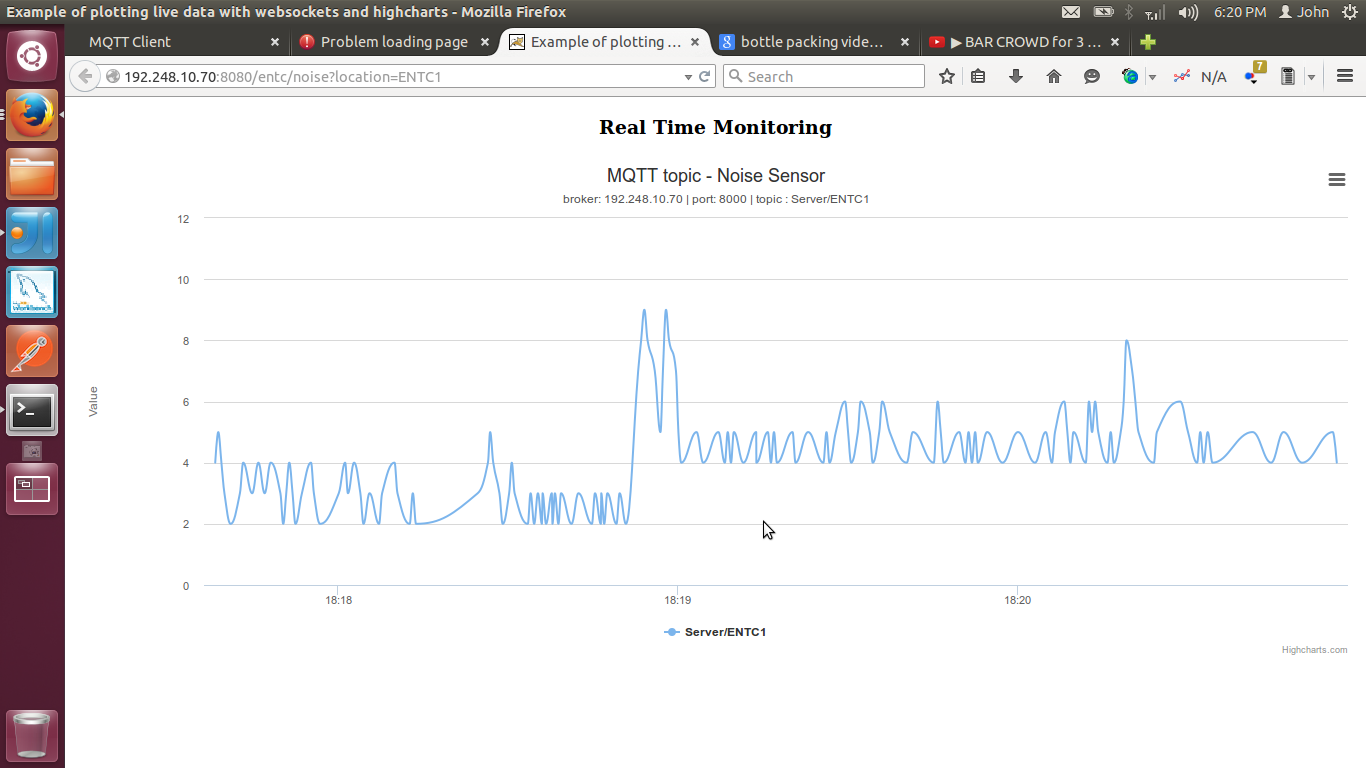 Example of plotting live data with websockets and highcharts - Mozilla Firefox
6:20 PM
John
MQTT Client
Problem loading page
Example of plotting ...
bottle packing vide...
▶ BAR CROWD for 3 ...
192.248.10.70:8080/entc/noise?location=ENTC1
Search
N/A
7
Real Time Monitoring
MQTT topic - Noise Sensor
broker: 192.248.10.70 | port: 8000 | topic : Server/ENTC1
12
10
8
6
4
2
0
Value
18:18
18:19
18:20
Server/ENTC1
Highcharts.com